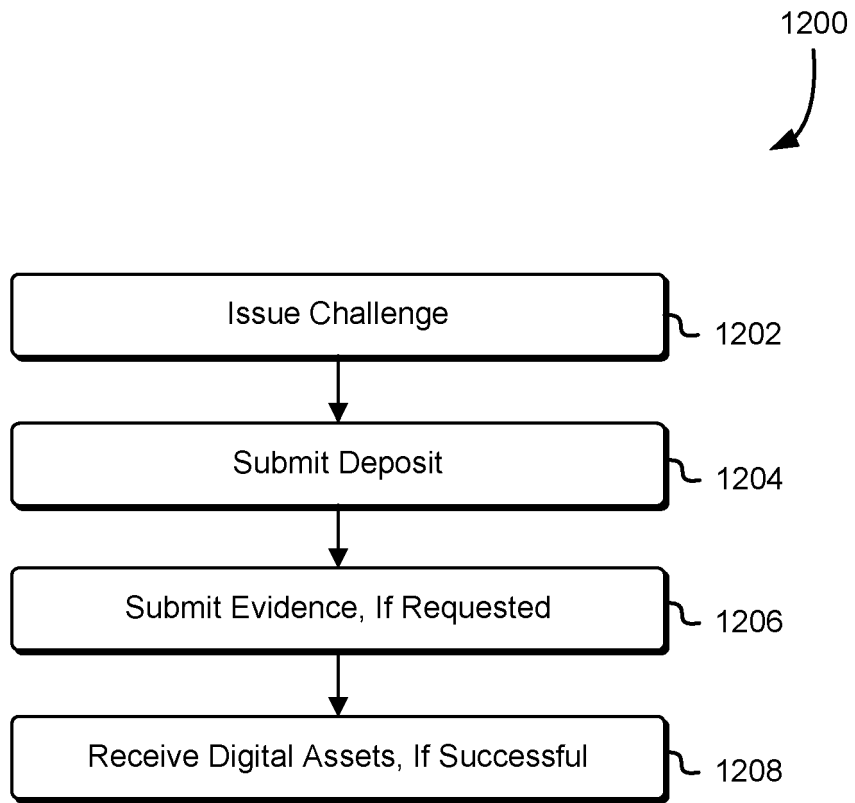 1200
Issue Challenge
1202
Submit Deposit
1204
Submit Evidence, If Requested
1206
Receive Digital Assets, If Successful
1208